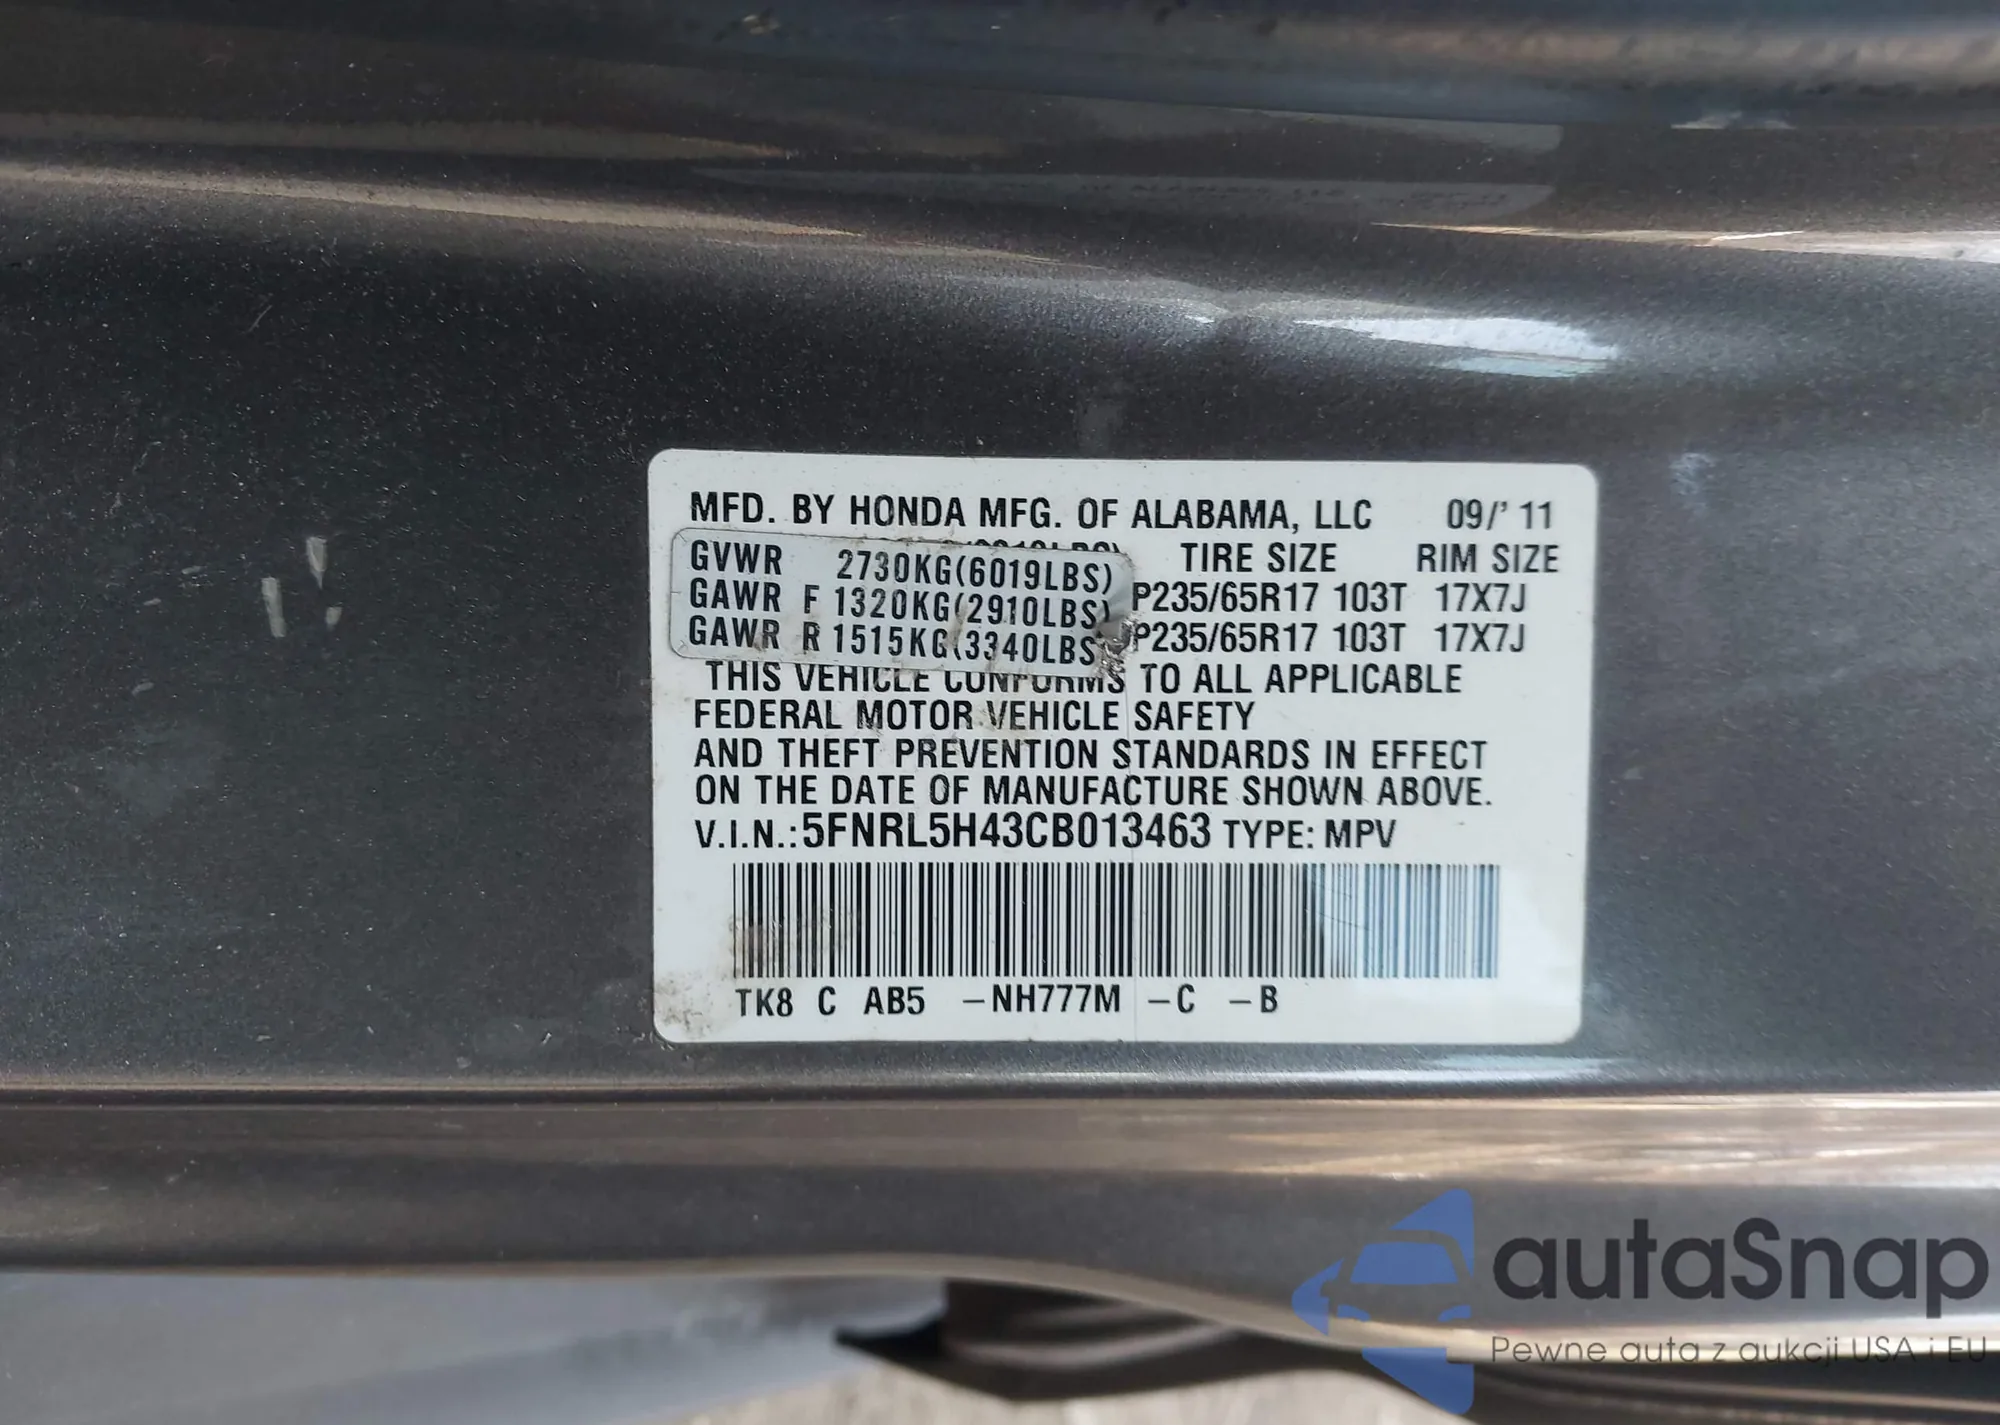 MFD. BY HONDA MFG. OF ALABAMA, LLC 09/' 11
GVWR 2730KG(6019LBS) TIRE SIZE RIM SIZE
GAWR F 1320KG(2910LBS) P235/65R17 103T 17X7J
GAWR R 1515KG(3340LBS) P235/65R17 103T 17X7J
THIS VEHICLE CONFORMS TO ALL APPLICABLE
FEDERAL MOTOR VEHICLE SAFETY
AND THEFT PREVENTION STANDARDS IN EFFECT
ON THE DATE OF MANUFACTURE SHOWN ABOVE.
V.I.N.: 5FNRL5H43CB013463 TYPE: MPV
TK8 C AB5 –NH777M –C –B
autaSnap
Pewne auta z aukcji USA i EU